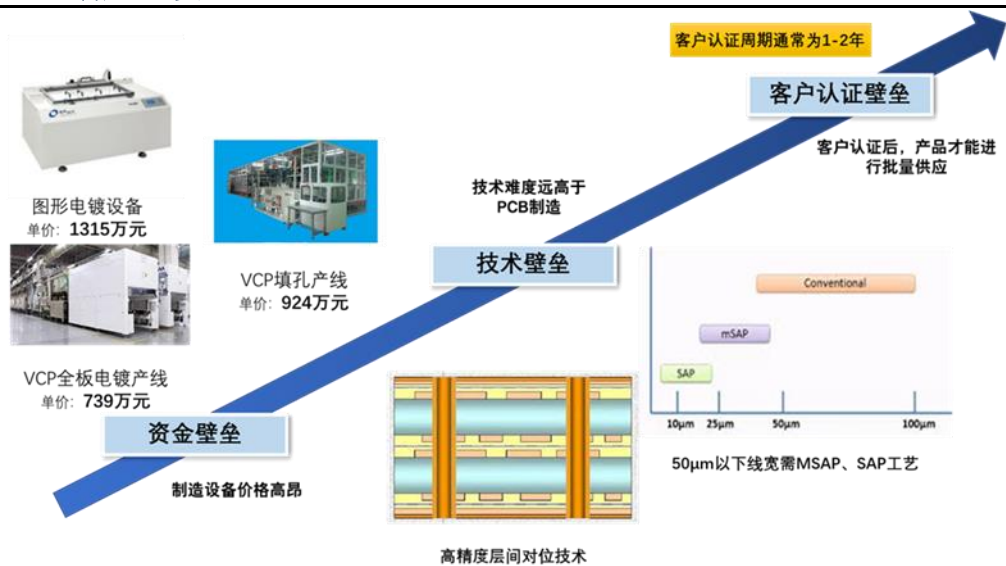 客户认证周期通常为1-2年
客户认证壁垒
客户认证后，产品才能进
行批量供应
图形电镀设备
单价：1315万元
技术难度远高于
PCB制造
VCP填孔产线
单价：924万元
技术壁垒
Conventional
mSAP
SAP
10μm 25μm 50μm 100μm
VCP全板电镀产线
单价：739万元
资金壁垒
50μm以下线宽需MSAP、SAP工艺
制造设备价格高昂
高精度层间对位技术